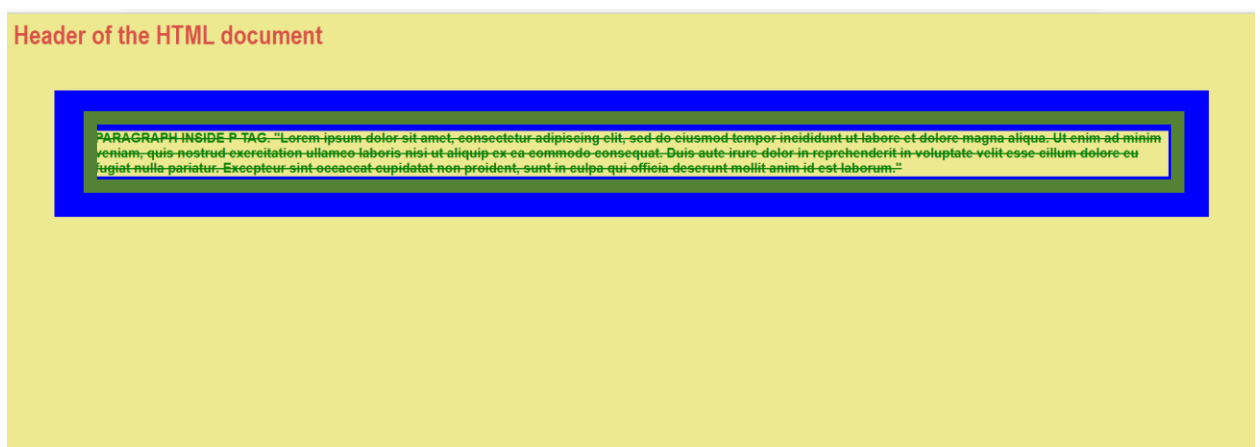 Header of the HTML document
PARAGRAPH INSIDE P TAG. "Lorem ipsum dolor sit amet, consectetur adipiscing elit, sed do eiusmod tempor incididunt ut labore et dolore magna aliqua. Ut enim ad minim
veniam, quis nostrud exercitation ullamco laboris nisi ut aliquip ex ea commodo consequat. Duis aute irure dolor in reprehenderit in voluptate velit esse cillum dolore eu
fugiat nulla pariatur. Excepteur sint occaecat cupidatat non proident, sunt in culpa qui officia deserunt mollit anim id est laborum."